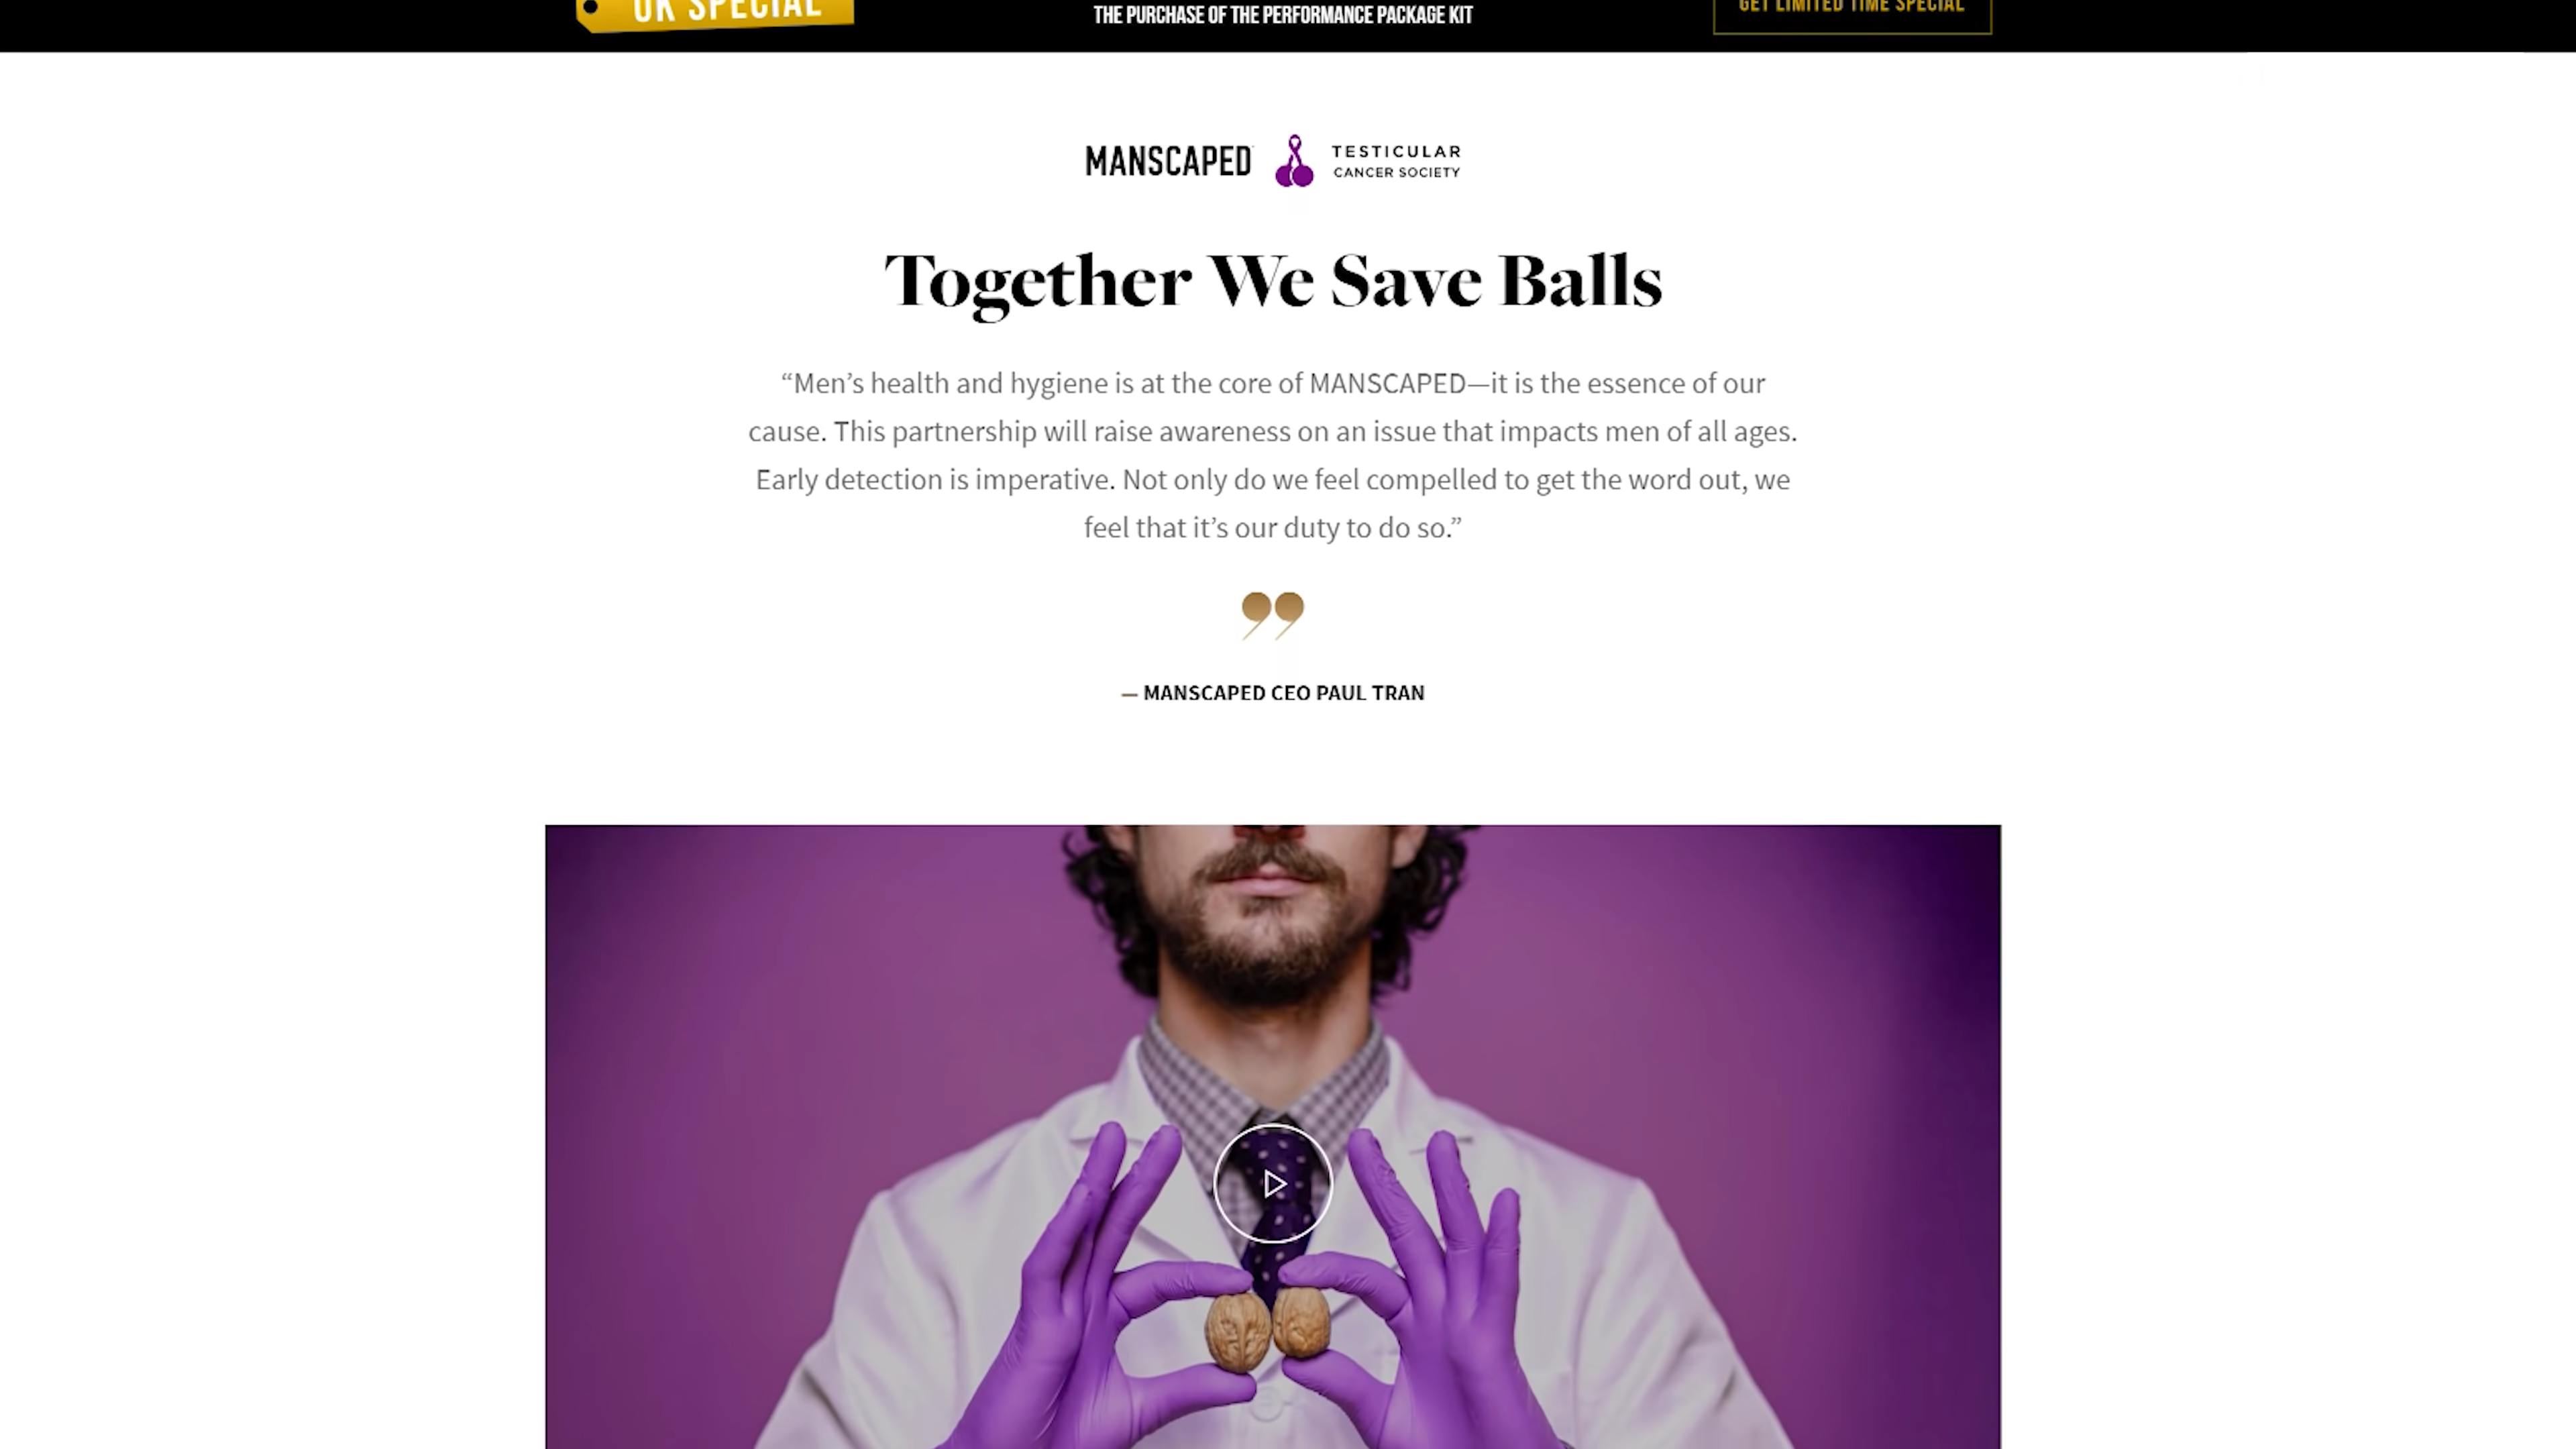 UK SPECIAL
THE PURCHASE OF THE PERFORMANCE PACKAGE KIT
GET LIMITED TIME SPECIAL
MANSCAPED
TESTICULAR
CANCER SOCIETY
Together We Save Balls
“Men’s health and hygiene is at the core of MANSCAPED—it is the essence of our
cause. This partnership will raise awareness on an issue that impacts men of all ages.
Early detection is imperative. Not only do we feel compelled to get the word out, we
feel that it’s our duty to do so.”
”
— MANSCAPED CEO PAUL TRAN